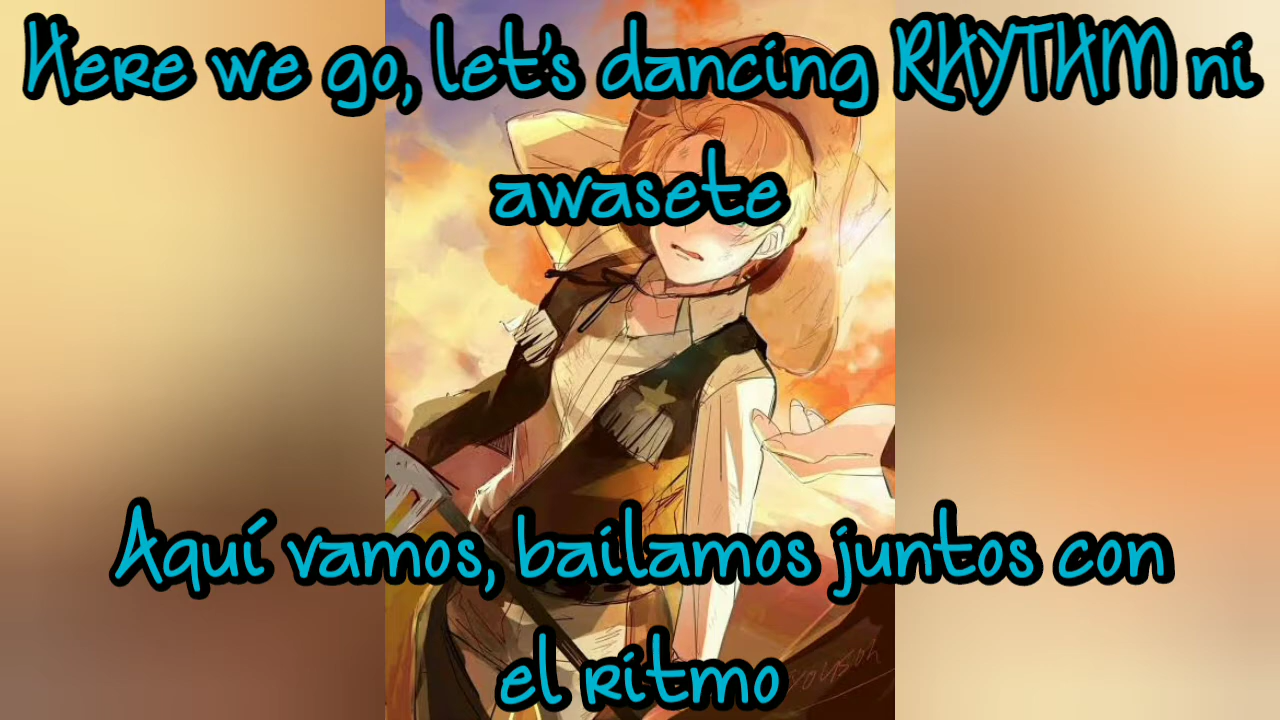 Here we go, let's dancing RHYTHM ni
awasete
Aquí vamos, bailamos juntos con
el ritmo